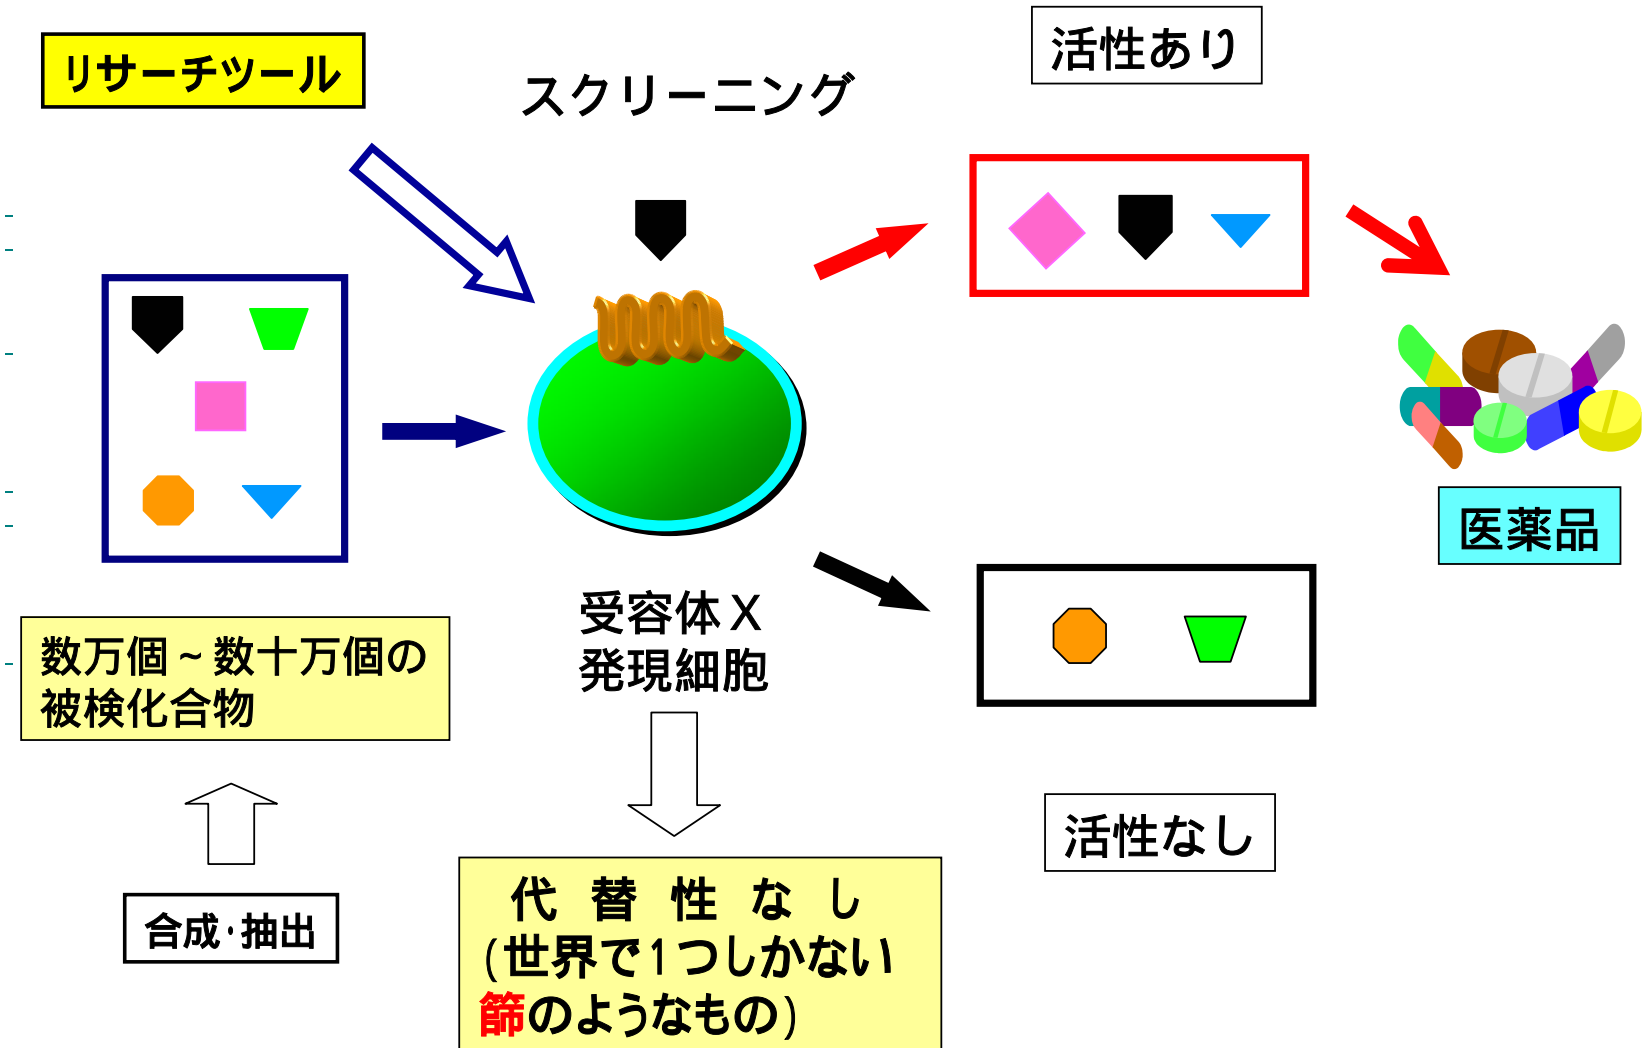 リサーチツール
スクリーニング
活性あり
医薬品
受容体X
発現細胞
数万個~数十万個の
被検化合物
活性なし
合成・抽出
代替性なし
(世界で1つしかない
篩のようなもの)